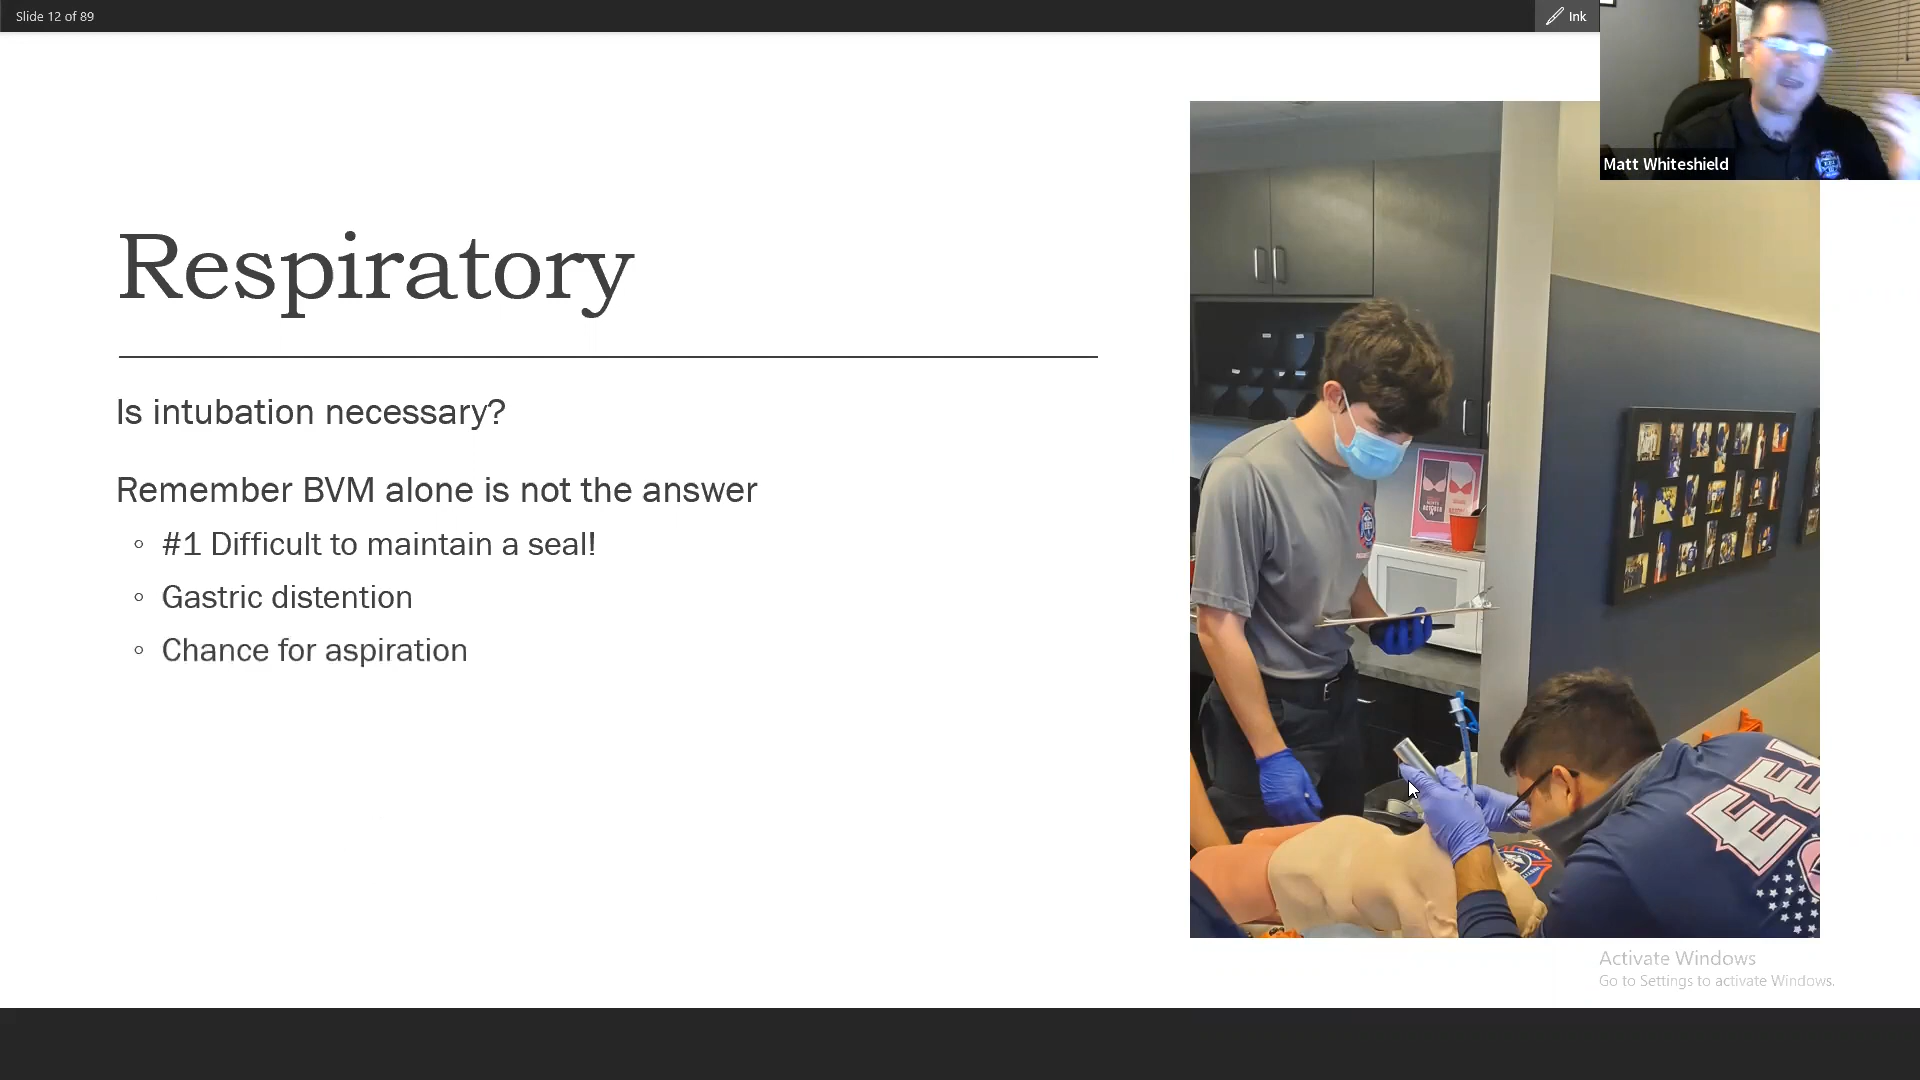 Slide 12 of 89
Ink
Matt Whiteshield
Respiratory
Is intubation necessary?
Remember BVM alone is not the answer
◦ #1 Difficult to maintain a seal!
◦ Gastric distention
◦ Chance for aspiration
Activate Windows
Go to Settings to activate Windows.